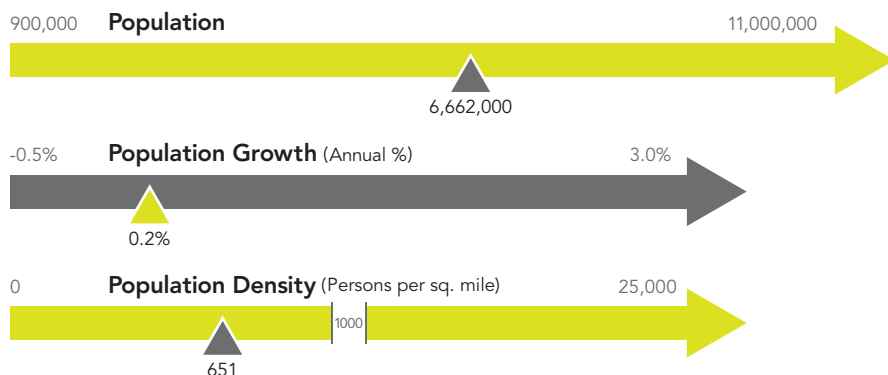 900,000 Population 11,000,000
6,662,000
-0.5% Population Growth (Annual %) 3.0%
0.2%
0 Population Density (Persons per sq. mile) 25,000
1000
651